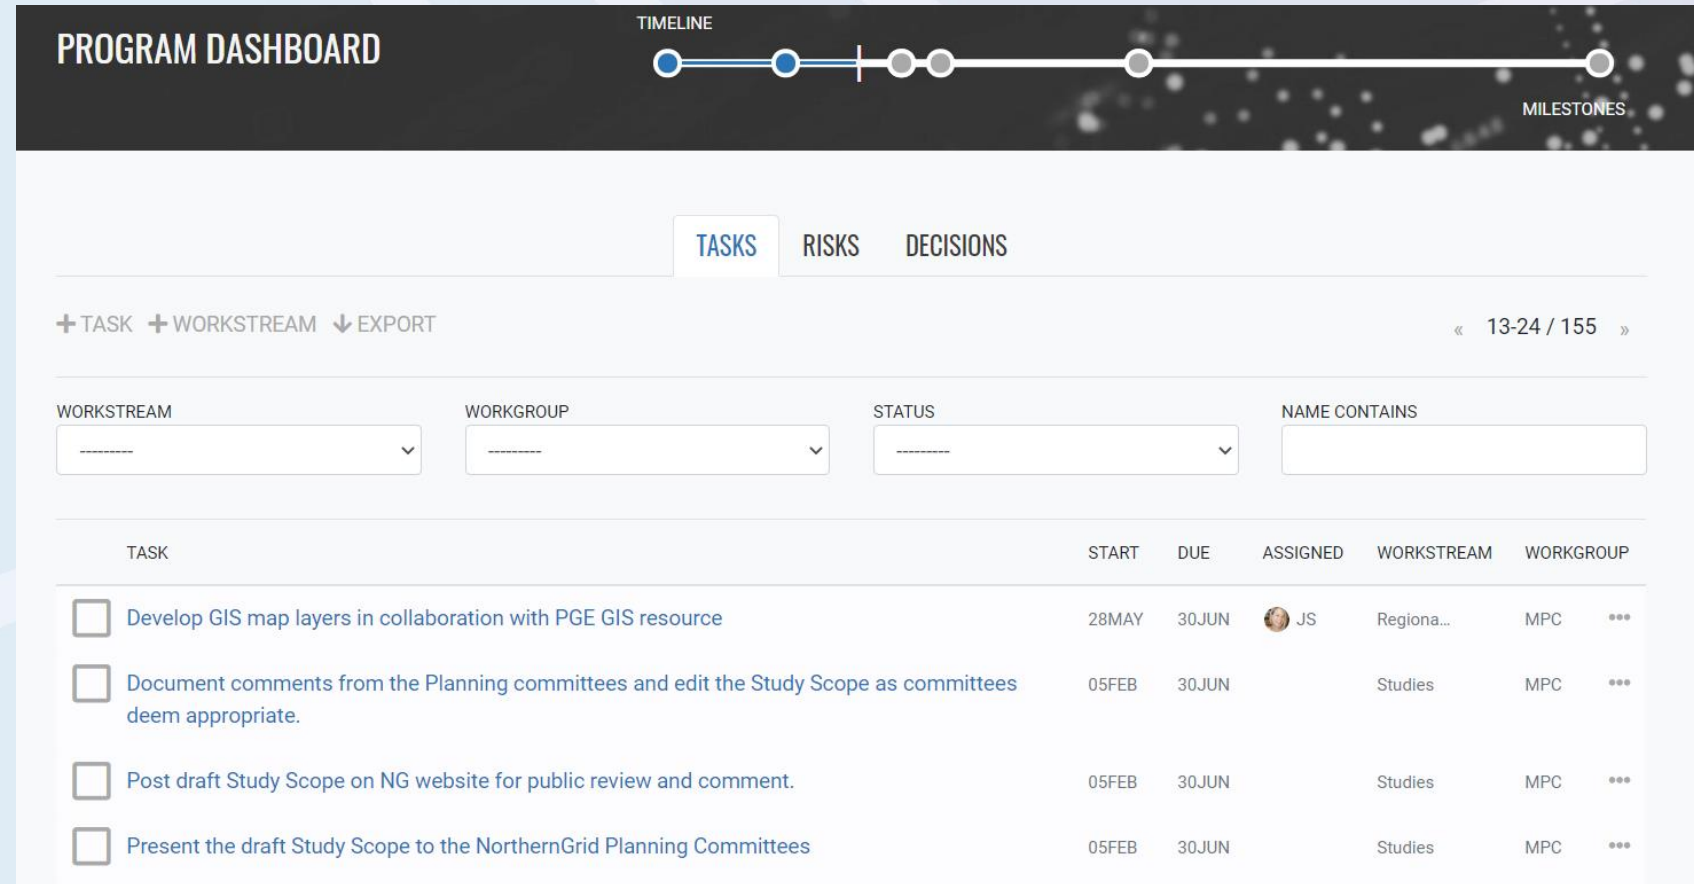 PROGRAM DASHBOARD
TIMELINE
MILESTONES
TASKS RISKS DECISIONS
+ TASK + WORKSTREAM ↓ EXPORT
« 13-24 / 155 »
WORKSTREAM WORKGROUP STATUS NAME CONTAINS
--------- --------- ---------
TASK START DUE ASSIGNED WORKSTREAM WORKGROUP
Develop GIS map layers in collaboration with PGE GIS resource 28MAY 30JUN JS Regiona... MPC •••
Document comments from the Planning committees and edit the Study Scope as committees 05FEB 30JUN Studies MPC •••
deem appropriate.
Post draft Study Scope on NG website for public review and comment. 05FEB 30JUN Studies MPC •••
Present the draft Study Scope to the NorthernGrid Planning Committees 05FEB 30JUN Studies MPC •••